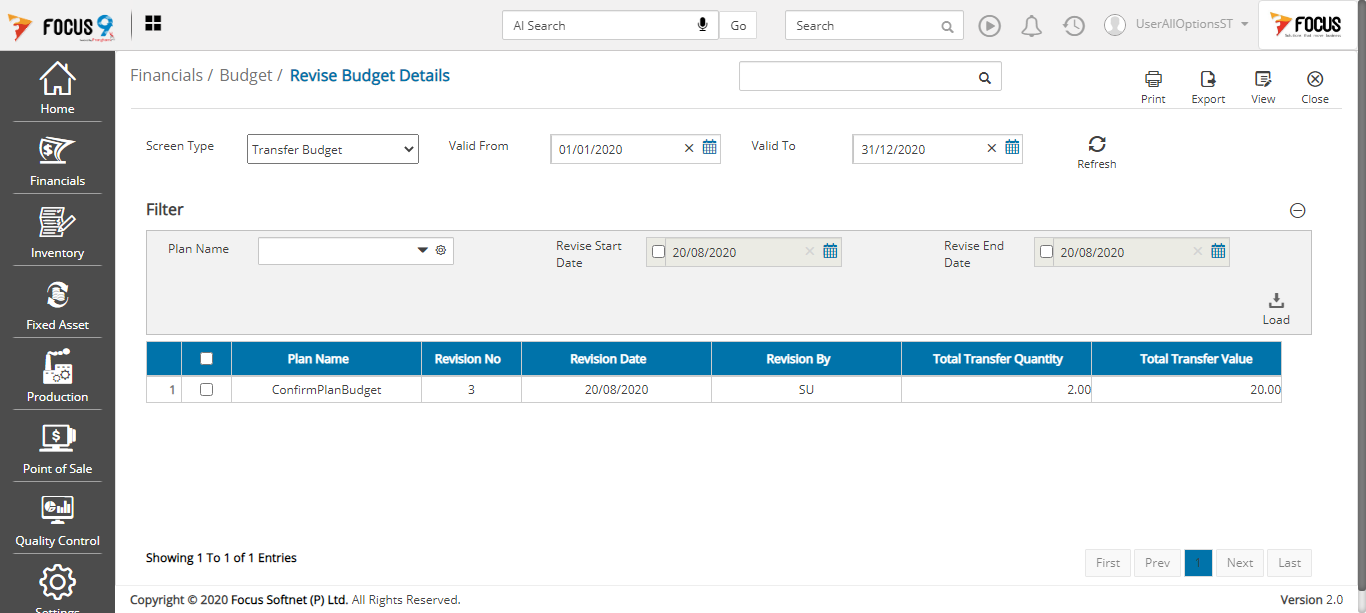 FOCUS 9
AI Search
Go
Search
UserAllOptionsST
FOCUS
Home
Financials
Inventory
Fixed Asset
Production
Point of Sale
Quality Control
Settings
Financials / Budget / Revise Budget Details
Print
Export
View
Close
Screen Type
Transfer Budget
Valid From
01/01/2020
Valid To
31/12/2020
Refresh
Filter
Plan Name
Revise Start
Date
20/08/2020
Revise End
Date
20/08/2020
Load
Plan Name Revision No Revision Date Revision By Total Transfer Quantity Total Transfer Value
1 ConfirmPlanBudget 3 20/08/2020 SU 2.00 20.00
Showing 1 To 1 of 1 Entries
First Prev 1 Next Last
Copyright © 2020 Focus Softnet (P) Ltd. All Rights Reserved.
Version 2.0